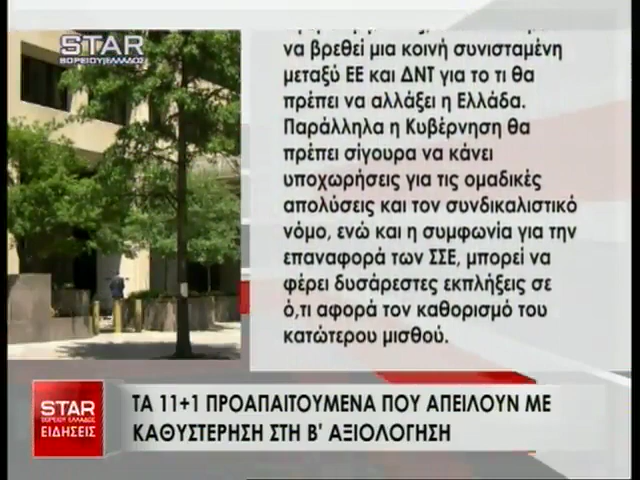 STAR
ΒΟΡΕΙΟΥ ΕΛΛΑΔΟΣ
να βρεθεί μια κοινή συνισταμένη
μεταξύ ΕΕ και ΔΝΤ για το τι θα
πρέπει να αλλάξει η Ελλάδα.
Παράλληλα η Κυβέρνηση θα
πρέπει σίγουρα να κάνει
υποχωρήσεις για τις ομαδικές
απολύσεις και τον συνδικαλιστικό
νόμο, ενώ και η συμφωνία για την
επαναφορά των ΣΣΕ, μπορεί να
φέρει δυσάρεστες εκπλήξεις σε
ό,τι αφορά τον καθορισμό του
κατώτερου μισθού.
STAR
ΒΟΡΕΙΟΥ ΕΛΛΑΔΟΣ
ΕΙΔΗΣΕΙΣ
ΤΑ 11+1 ΠΡΟΑΠΑΙΤΟΥΜΕΝΑ ΠΟΥ ΑΠΕΙΛΟΥΝ ΜΕ
ΚΑΘΥΣΤΕΡΗΣΗ ΣΤΗ Β' ΑΞΙΟΛΟΓΗΣΗ